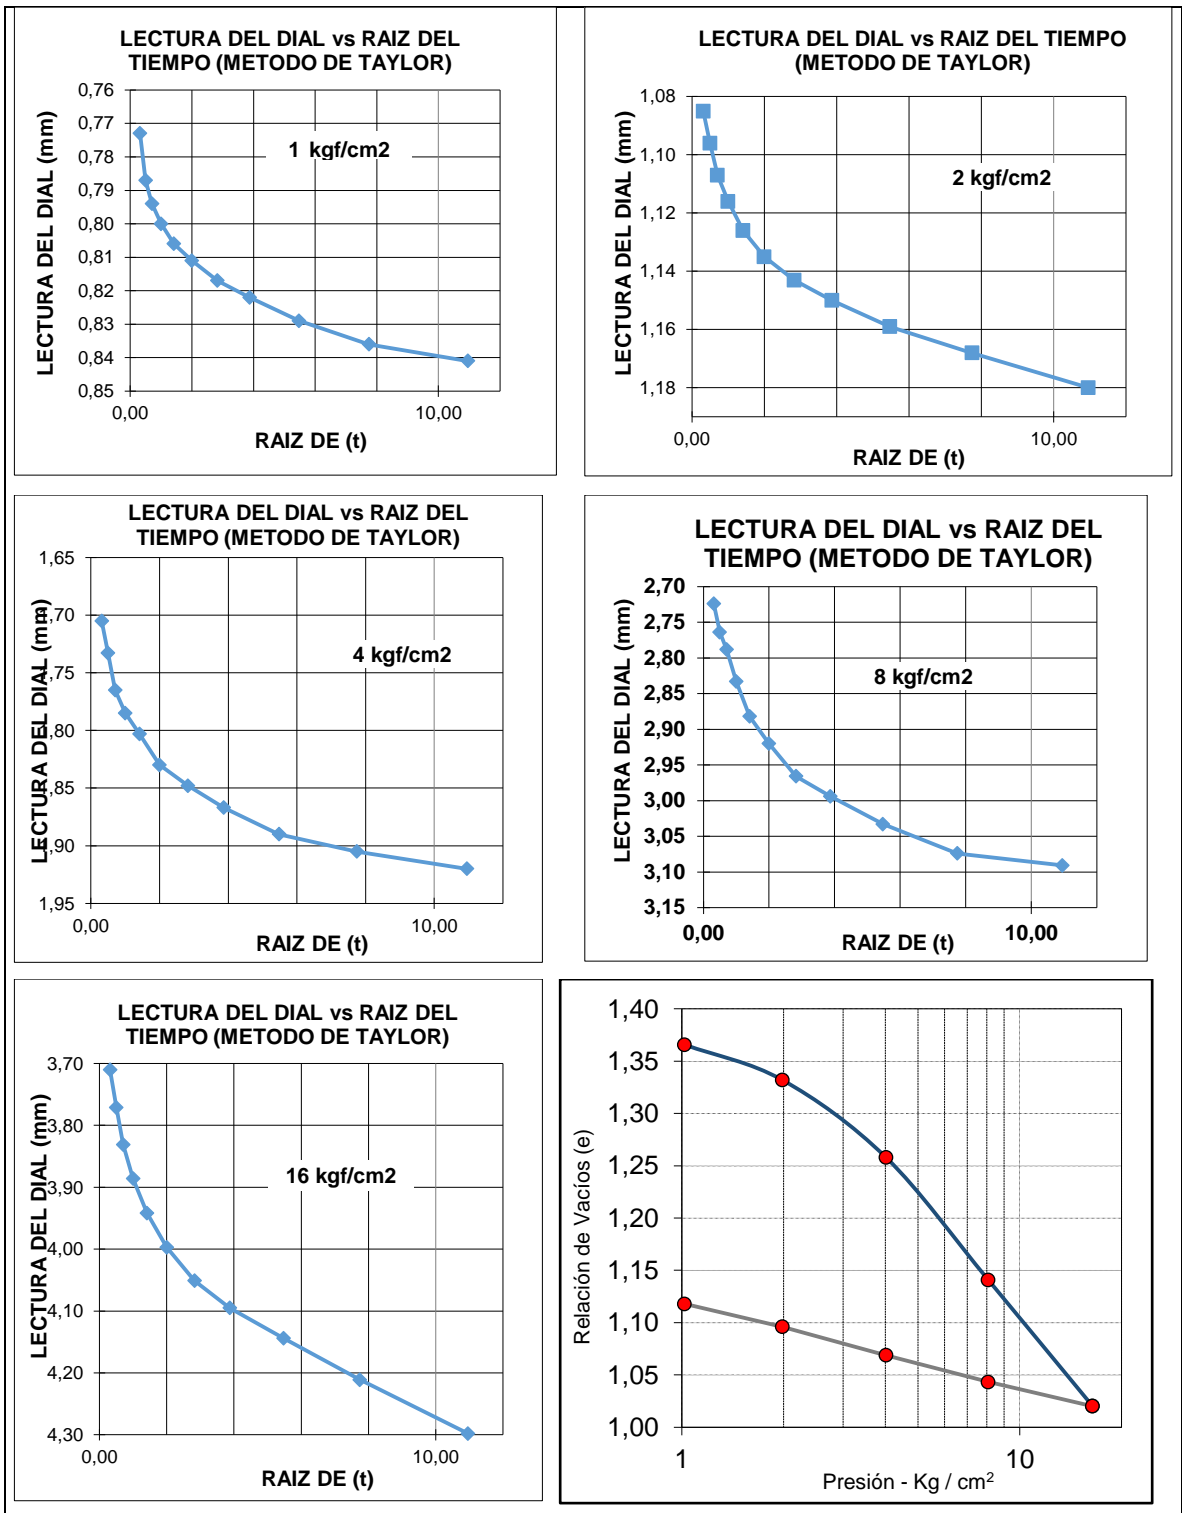 LECTURA DEL DIAL vs RAIZ DEL
TIEMPO (METODO DE TAYLOR)
0,76
0,77
0,78
0,79
0,80
0,81
0,82
0,83
0,84
0,85
0,00
10,00
1 kgf/cm2
LECTURA DEL DIAL (mm)
RAIZ DE (t)
LECTURA DEL DIAL vs RAIZ DEL TIEMPO
(METODO DE TAYLOR)
1,08
1,10
1,12
1,14
1,16
1,18
0,00
10,00
2 kgf/cm2
LECTURA DEL DIAL (mm)
RAIZ DE (t)
LECTURA DEL DIAL vs RAIZ DEL
TIEMPO (METODO DE TAYLOR)
1,65
1,70
1,75
1,80
1,85
1,90
1,95
0,00
10,00
4 kgf/cm2
LECTURA DEL DIAL (mm)
RAIZ DE (t)
LECTURA DEL DIAL vs RAIZ DEL
TIEMPO (METODO DE TAYLOR)
2,70
2,75
2,80
2,85
2,90
2,95
3,00
3,05
3,10
3,15
0,00
10,00
8 kgf/cm2
LECTURA DEL DIAL (mm)
RAIZ DE (t)
LECTURA DEL DIAL vs RAIZ DEL
TIEMPO (METODO DE TAYLOR)
3,70
3,80
3,90
4,00
4,10
4,20
4,30
0,00
10,00
16 kgf/cm2
LECTURA DEL DIAL (mm)
RAIZ DE (t)
1,40
1,35
1,30
1,25
1,20
1,15
1,10
1,05
1,00
1
10
Relación de Vacíos (e)
Presión - Kg / cm²